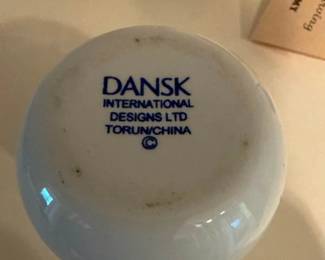 DANSK
INTERNATIONAL
DESIGNS LTD
TORUN/CHINA
©